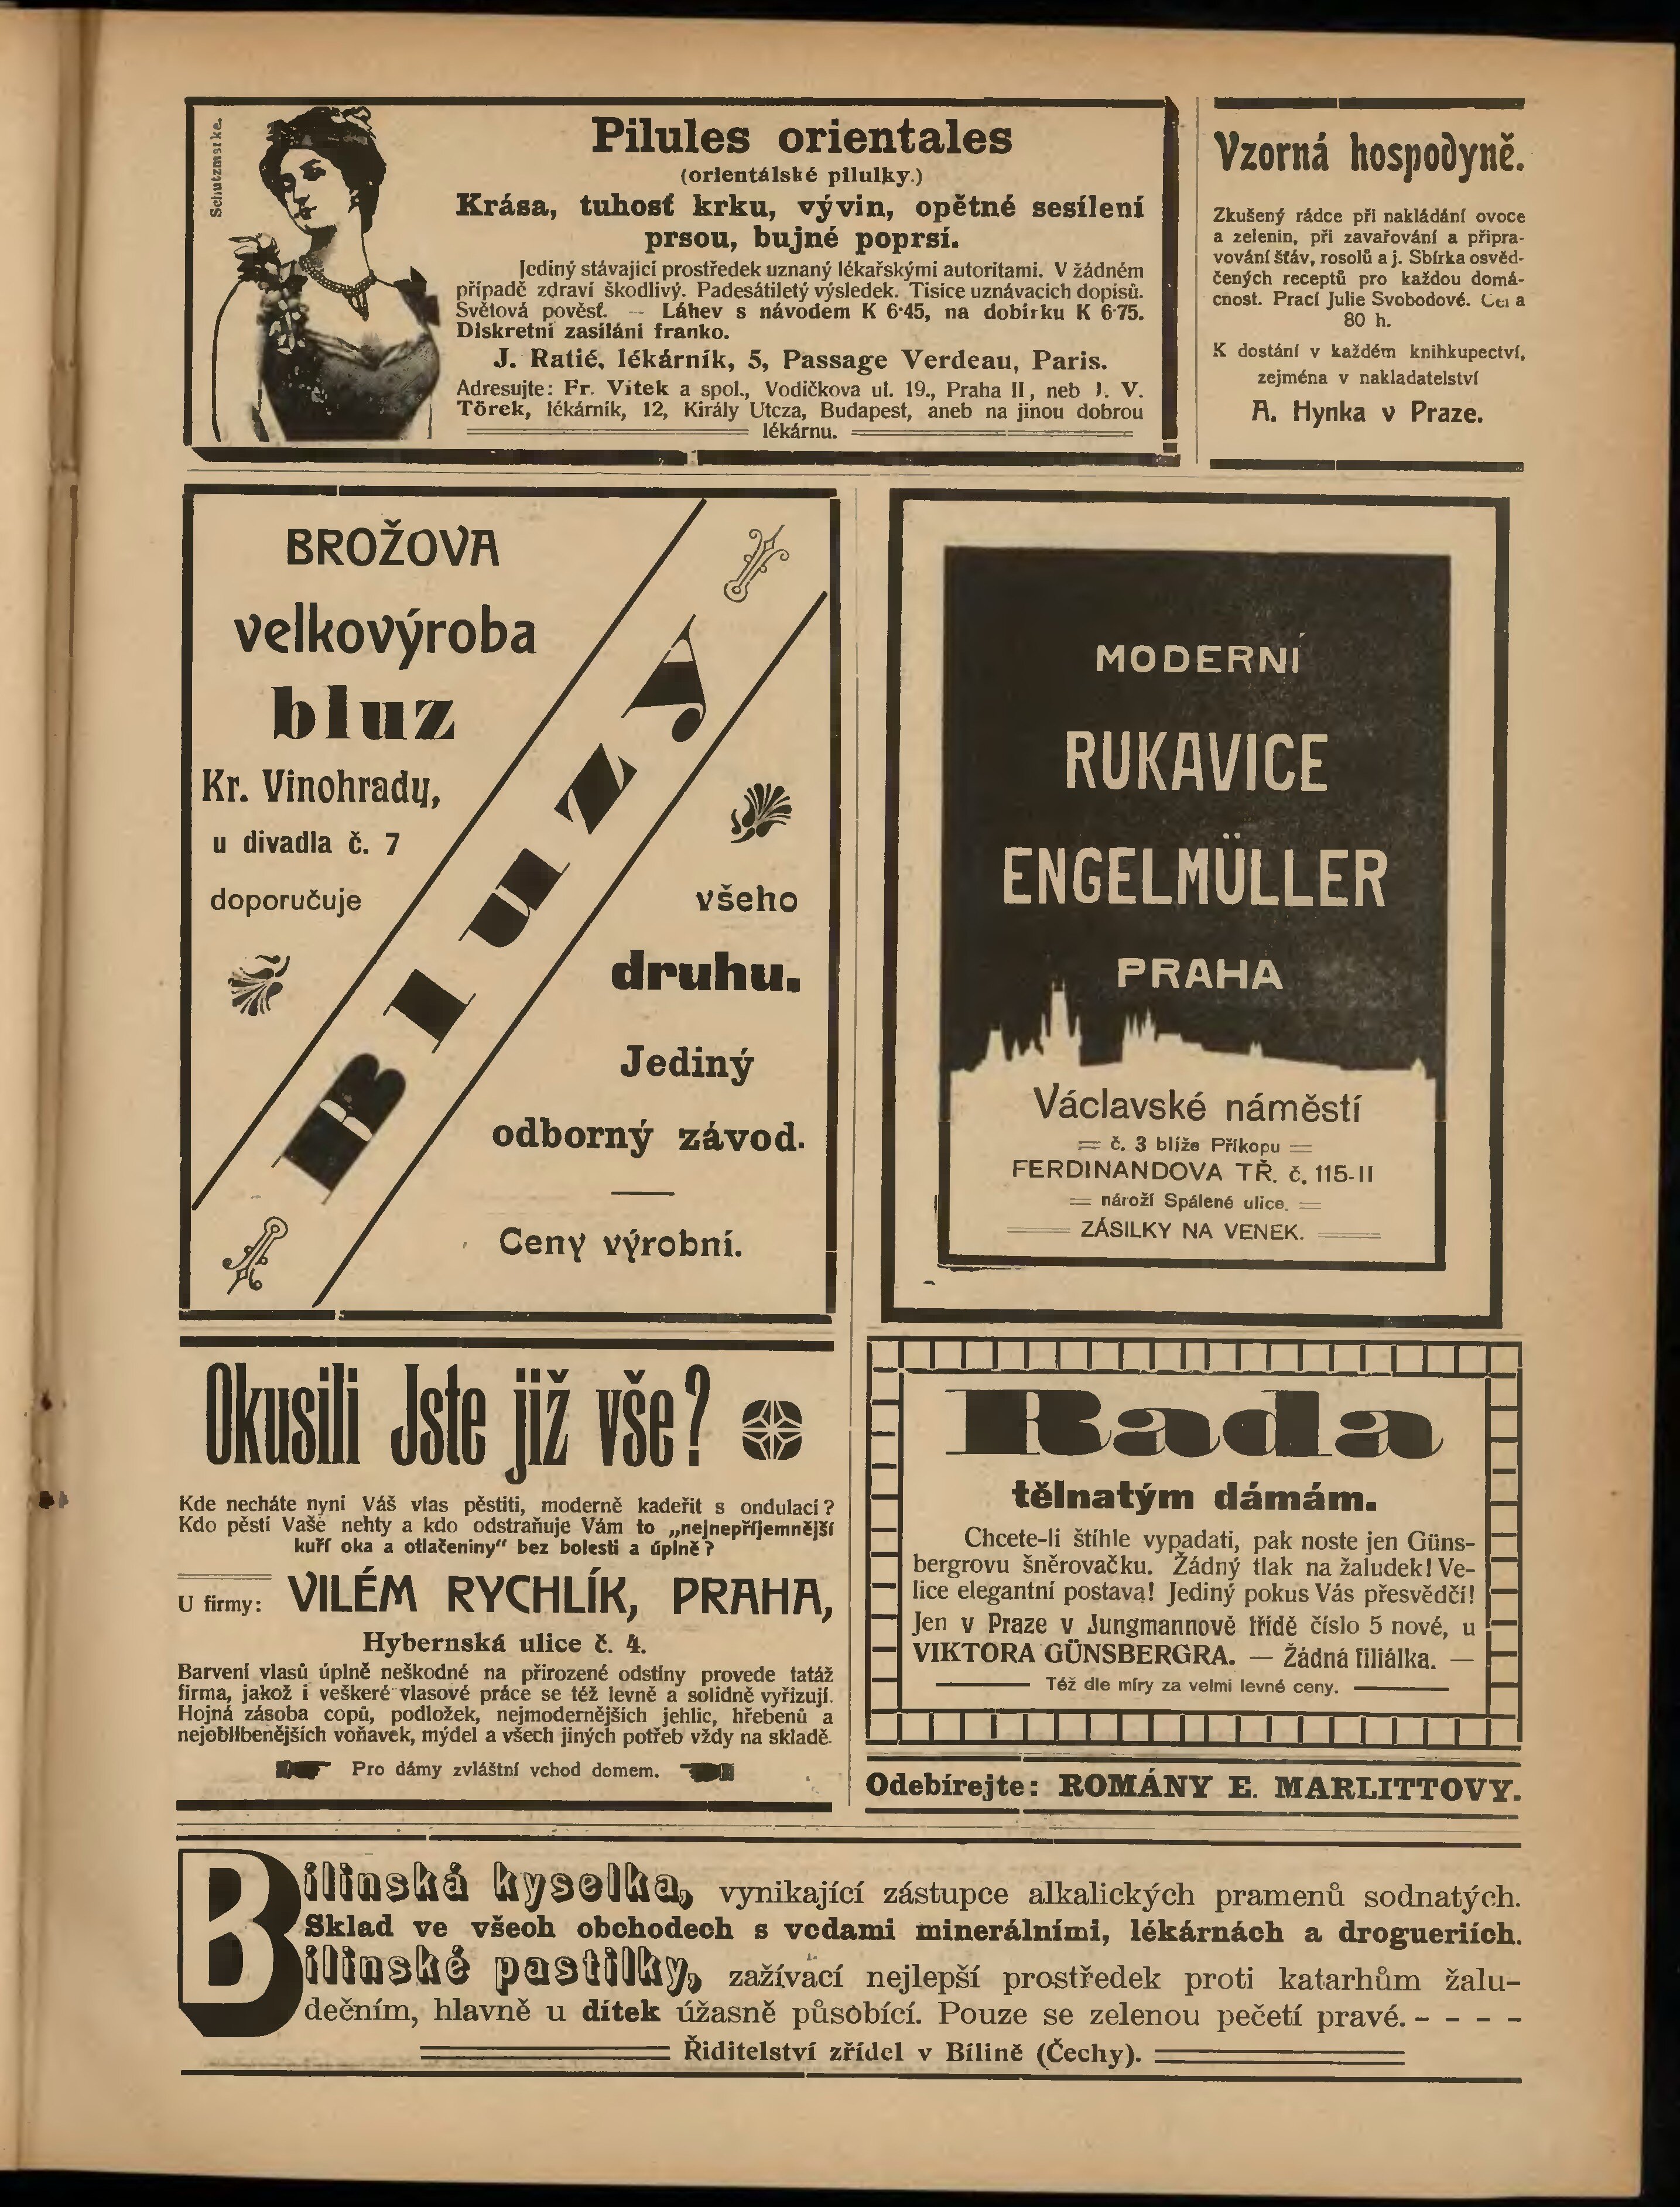 Schutzmarke.
Pilules orientales
(orientálské pilulky.)
Krása, tuhosť krku, vývin, opětné sesílení
prsou, bujné poprsí.
Jediný stávající prostředek uznaný lékařskými autoritami. V žádném
případě zdraví škodlivý. Padesátiletý výsledek. Tisíce uznávacích dopisů.
Světová pověsť. — Láhev s návodem K 6·45, na dobírku K 6·75.
Diskretní zasílání franko.
J. Ratié, lékárník, 5, Passage Verdeau, Paris.
Adresujte: Fr. Vitek a spol., Vodičkova ul. 19., Praha II, neb J. V.
Török, lékárník, 12, Király Utcza, Budapest, aneb na jinou dobrou
lékárnu.
Vzorná hospodyně.
Zkušený rádce při nakládání ovoce
a zelenin, při zavařování a připra-
vování šťáv, rosolů a j. Sbírka osvěd-
čených receptů pro každou domá-
cnost. Prací Julie Svobodové. Cena
80 h.
K dostání v každém knihkupectví,
zejména v nakladatelství
A. Hynka v Praze.
BROŽOVA
velkovýroba
bluz
Kr. Vinohrady,
u divadla č. 7
doporučuje
Bluzy
všeho
druhu.
Jediný
odborný závod.
Ceny výrobní.
MODERNÍ
RUKAVICE
ENGELMÜLLER
PRAHA
Václavské náměstí
č. 3 blíže Příkopu
FERDINANDOVA TŘ. č. 115-II
nároží Spálené ulice.
ZÁSILKY NA VENEK.
Okusili Jste již vše?
Kde necháte nyní Váš vlas pěstiti, moderně kadeřit s ondulací?
Kdo pěstí Vaše nehty a kdo odstraňuje Vám to „nejnepříjemnější
kuří oka a otlačeniny" bez bolesti a úplně?
U firmy: VILÉM RYCHLÍK, PRAHA,
Hybernská ulice č. 4.
Barvení vlasů úplně neškodné na přirozené odstíny provede tatáž
firma, jakož i veškeré vlasové práce se též levně a solidně vyřizují.
Hojná zásoba copů, podložek, nejmodernějších jehlic, hřebenů a
nejoblíbenějších voňavek, mýdel a všech jiných potřeb vždy na skladě.
Pro dámy zvláštní vchod domem.
Rada
tělnatým dámám.
Chcete-li štíhle vypadati, pak noste jen Güns-
bergrovu šněrovačku. Žádný tlak na žaludek! Ve-
lice elegantní postava! Jediný pokus Vás přesvědčí!
Jen v Praze v Jungmannově třídě číslo 5 nové, u
VIKTORA GÜNSBERGRA. — Žádná filiálka. —
Též dle míry za velmi levné ceny.
Odebírejte: ROMÁNY E. MARLITTOVY.
Bílinská kyselka, vynikající zástupce alkalických pramenů sodnatých.
Sklad ve všech obchodech s vodami minerálními, lékárnách a drogueriích.
Bílinské pastilky, zažívací nejlepší prostředek proti katarhům žalu-
dečním, hlavně u dítek úžasně působící. Pouze se zelenou pečetí pravé. - - - -
Řiditelství zřídel v Bílině (Čechy).